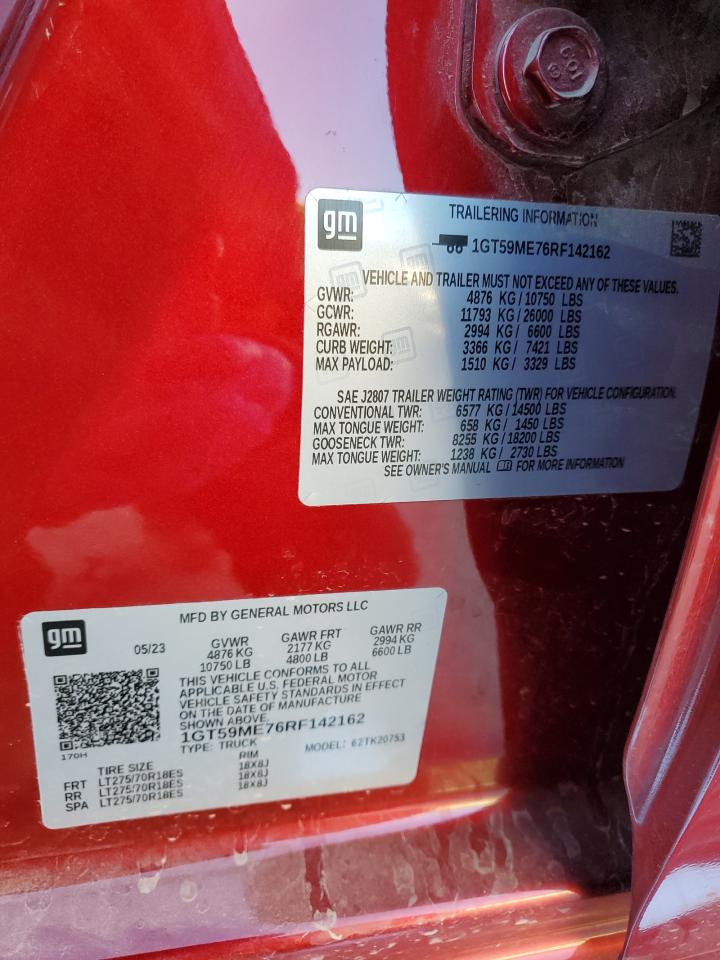 CQI
gm
TRAILERING INFORMATION
1GT59ME76RF142162
VEHICLE AND TRAILER MUST NOT EXCEED ANY OF THESE VALUES.
GVWR: 4876 KG / 10750 LBS
GCWR: 11793 KG / 26000 LBS
RGAWR: 2994 KG / 6600 LBS
CURB WEIGHT: 3366 KG / 7421 LBS
MAX PAYLOAD: 1510 KG / 3329 LBS
SAE J2807 TRAILER WEIGHT RATING (TWR) FOR VEHICLE CONFIGURATION.
CONVENTIONAL TWR: 6577 KG / 14500 LBS
MAX TONGUE WEIGHT: 658 KG / 1450 LBS
GOOSENECK TWR: 8255 KG / 18200 LBS
MAX TONGUE WEIGHT: 1238 KG / 2730 LBS
SEE OWNER'S MANUAL FOR MORE INFORMATION
gm
MFD BY GENERAL MOTORS LLC
05/23 GVWR GAWR FRT GAWR RR
4876 KG 2177 KG 2994 KG
10750 LB 4800 LB 6600 LB
THIS VEHICLE CONFORMS TO ALL
APPLICABLE U.S. FEDERAL MOTOR
VEHICLE SAFETY STANDARDS IN EFFECT
ON THE DATE OF MANUFACTURE
SHOWN ABOVE.
1GT59ME76RF142162
170H
TYPE: TRUCK MODEL: 62TK20753
TIRE SIZE RIM
FRT LT275/70R18ES 18X8J
RR LT275/70R18ES 18X8J
SPA LT275/70R18ES 18X8J